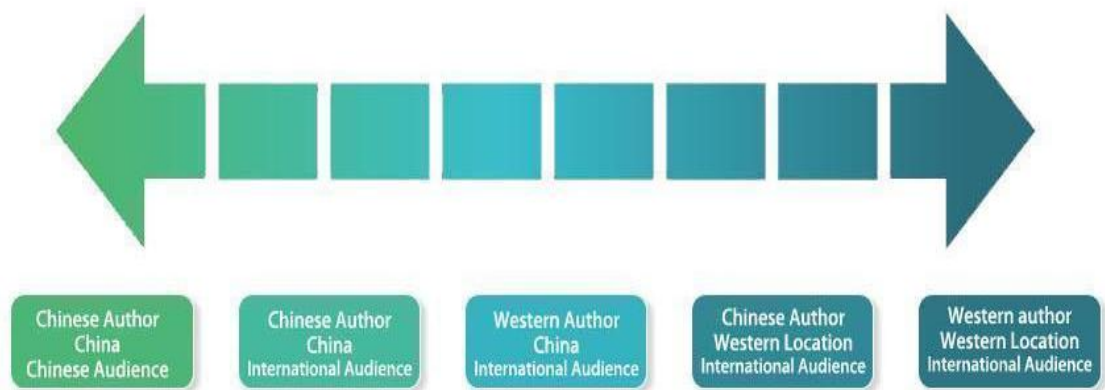 Chinese Author
China
Chinese Audience
Chinese Author
China
International Audience
Western Author
China
International Audience
Chinese Author
Western Location
International Audience
Western author
Western Location
International Audience